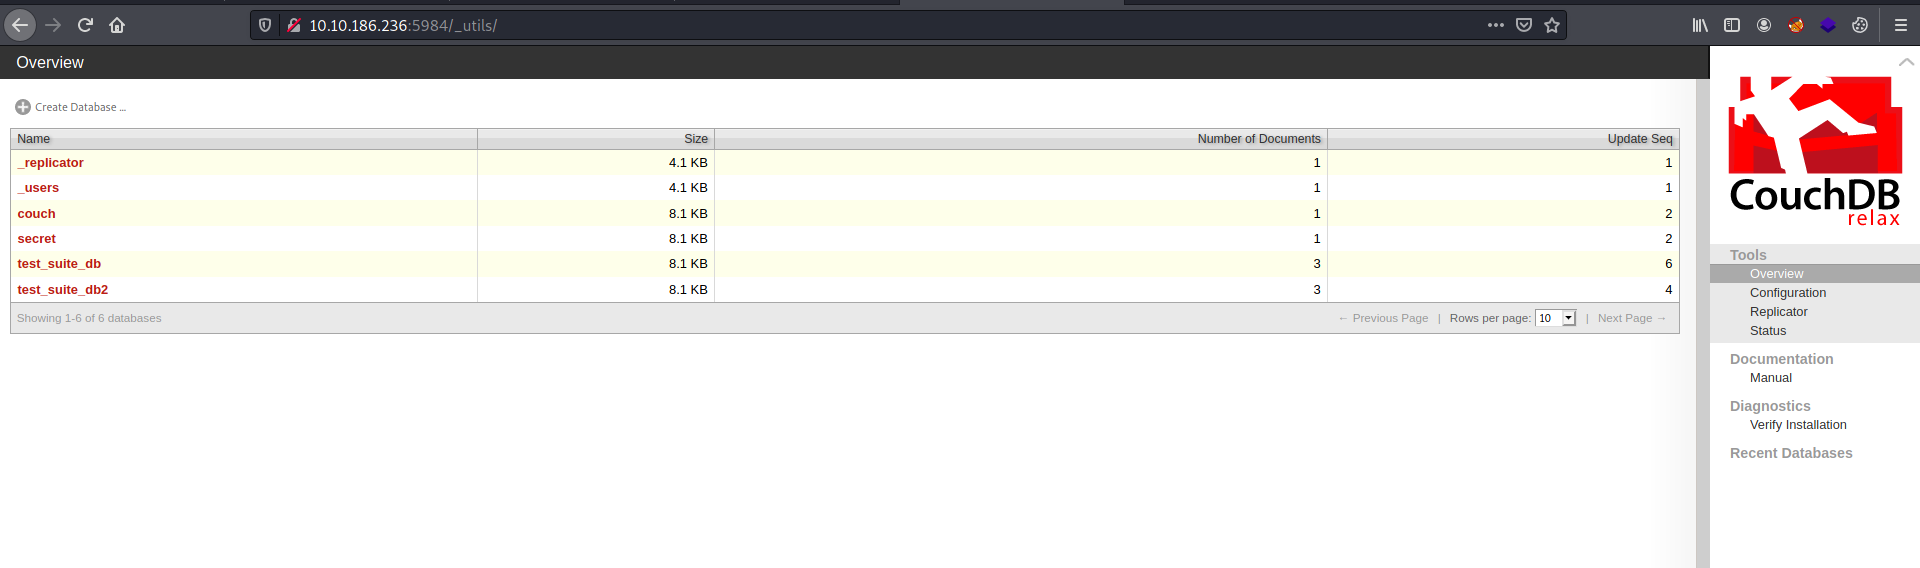 10.10.186.236:5984/_utils/
Overview
Create Database ...
Name Size Number of Documents Update Seq
_replicator 4.1 KB 1 1
_users 4.1 KB 1 1
couch 8.1 KB 1 2
secret 8.1 KB 1 2
test_suite_db 8.1 KB 3 6
test_suite_db2 8.1 KB 3 4
Showing 1-6 of 6 databases ← Previous Page | Rows per page: 10 | Next Page →
CouchDB
relax
Tools
Overview
Configuration
Replicator
Status
Documentation
Manual
Diagnostics
Verify Installation
Recent Databases